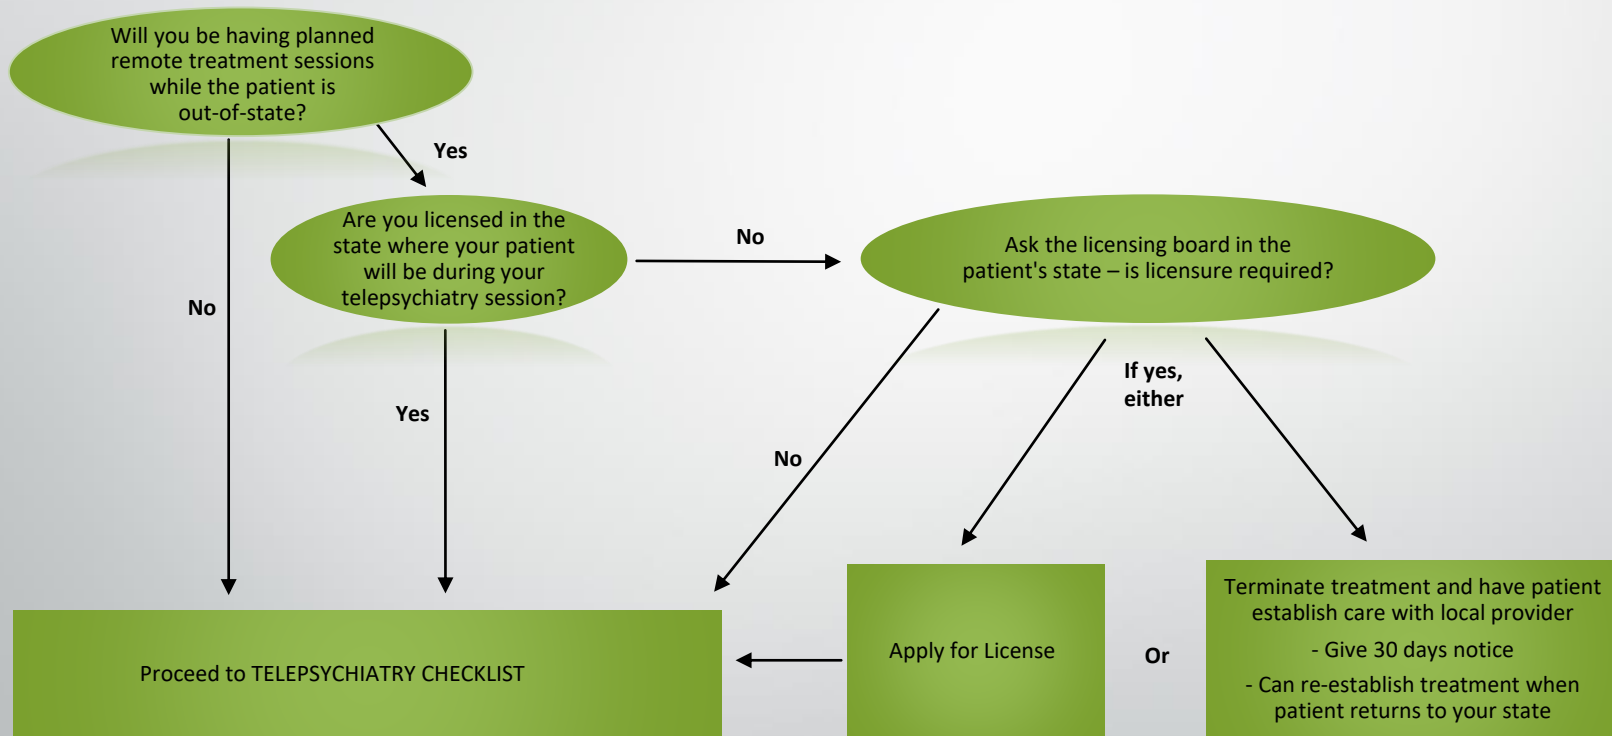 Will you be having planned
remote treatment sessions
while the patient is
out-of-state?
Yes
Are you licensed in the
state where your patient
will be during your
telepsychiatry session?
No
Ask the licensing board in the
patient's state – is licensure required?
No
Yes
If yes,
either
No
Proceed to TELEPSYCHIATRY CHECKLIST
Apply for License
Or
Terminate treatment and have patient
establish care with local provider
- Give 30 days notice
- Can re-establish treatment when
patient returns to your state